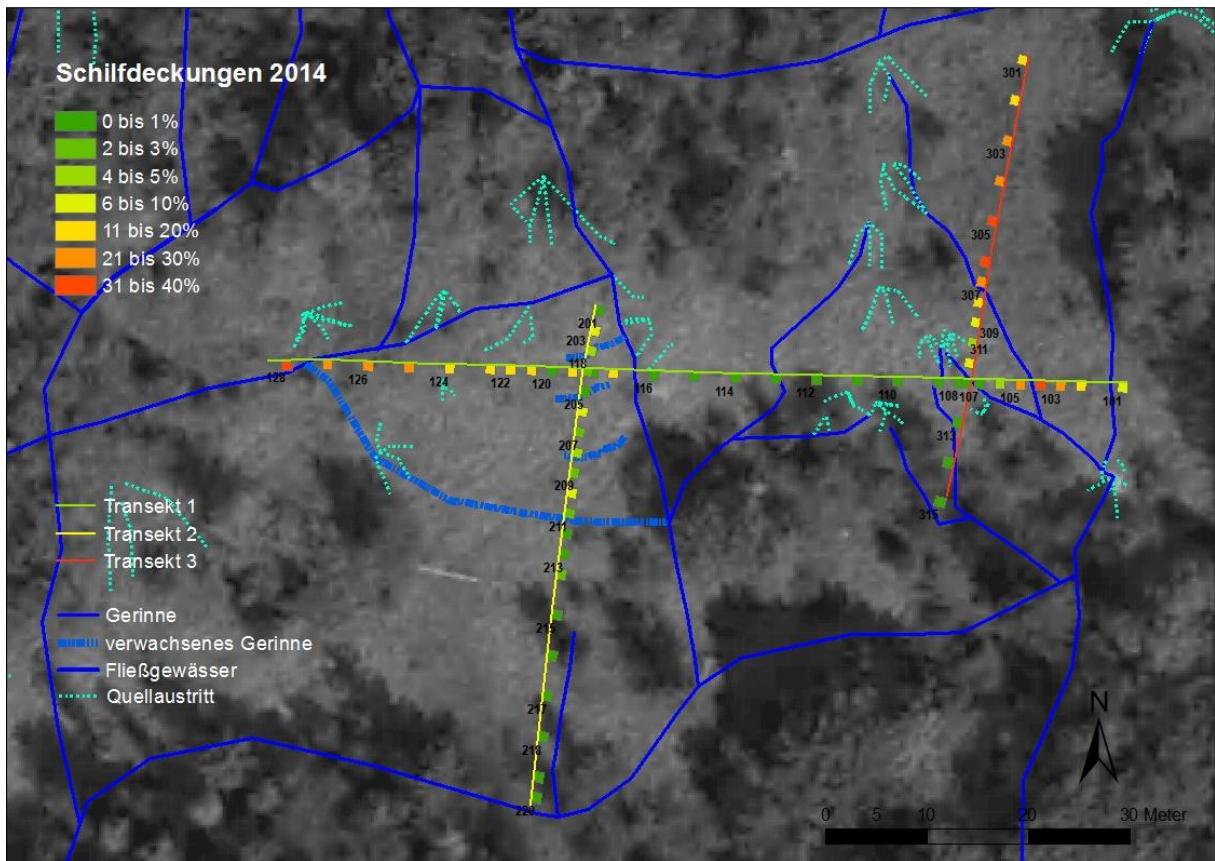 Schilfdeckungen 2014
0 bis 1%
2 bis 3%
4 bis 5%
6 bis 10%
11 bis 20%
21 bis 30%
31 bis 40%
301
303
305
307
309
311
313
315
201
203
118
205
207
209
211
213
215
217
218
220
128
126
124
122
120
116
114
112
110
108
107
105
103
101
Transekt 1
Transekt 2
Transekt 3
Gerinne
verwachsenes Gerinne
Fließgewässer
Quellaustritt
N
0 5 10 20 30 Meter